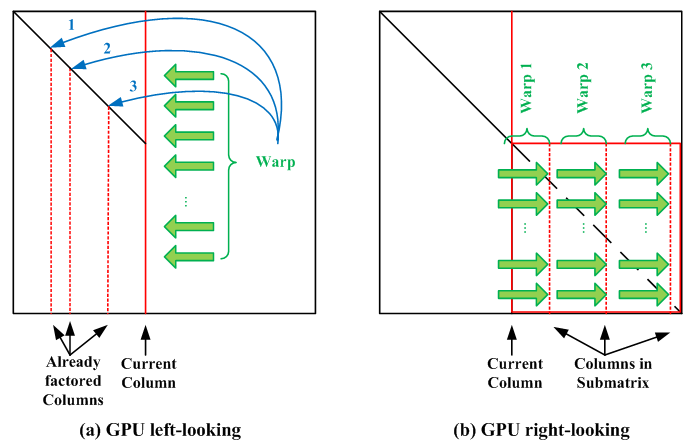 1
2
3
Warp
⋮
Already
factored
Columns
Current
Column
(a) GPU left-looking
Warp 1
Warp 2
Warp 3
⋮
⋮
⋮
Current
Column
Columns in
Submatrix
(b) GPU right-looking